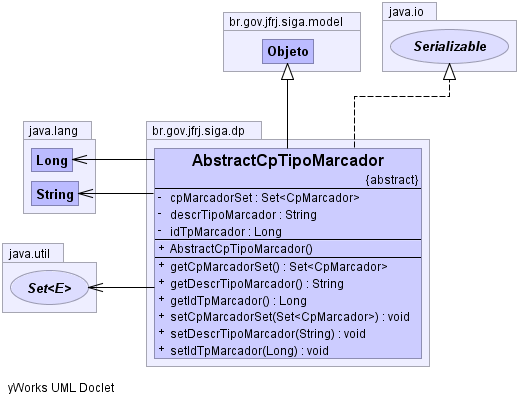 br.gov.jfrj.siga.model
Objeto
java.io
Serializable
java.lang
Long
String
br.gov.jfrj.siga.dp
AbstractCpTipoMarcador
{abstract}
- cpMarcadorSet : Set<CpMarcador>
- descrTipoMarcador : String
- idTpMarcador : Long
+ AbstractCpTipoMarcador()
+ getCpMarcadorSet() : Set<CpMarcador>
+ getDescrTipoMarcador() : String
+ getIdTpMarcador() : Long
+ setCpMarcadorSet(Set<CpMarcador>) : void
+ setDescrTipoMarcador(String) : void
+ setIdTpMarcador(Long) : void
java.util
Set<E>
yWorks UML Doclet